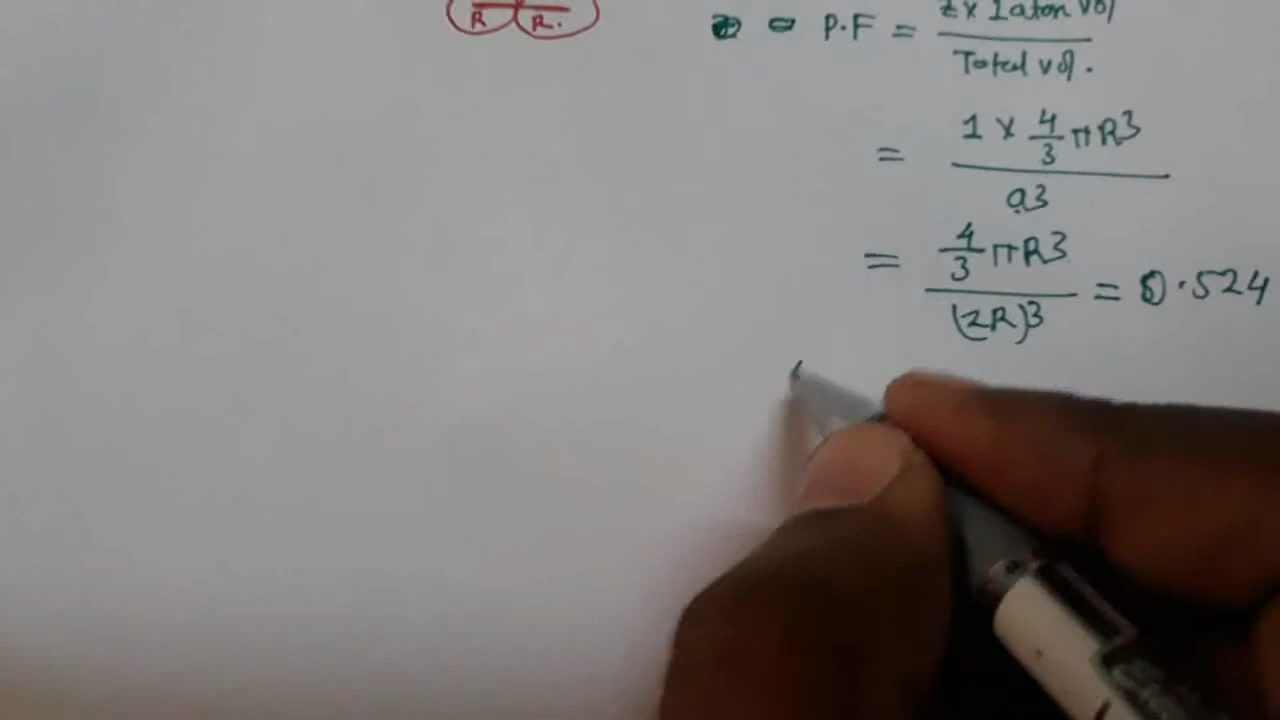 R R.
P.F = Z x 1 atom vol / Total vol.
= 1 x 4/3 πR3 / a3
= 4/3 πR3 / (2R)3 = 0.524